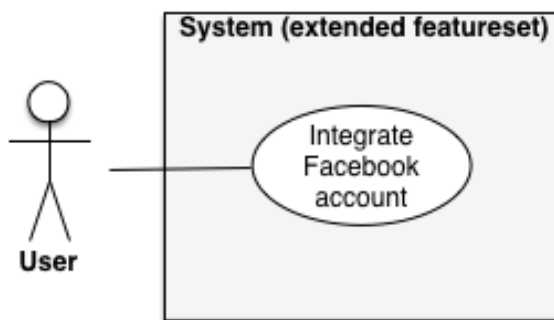 System (extended featureset)
Integrate
Facebook
account
User